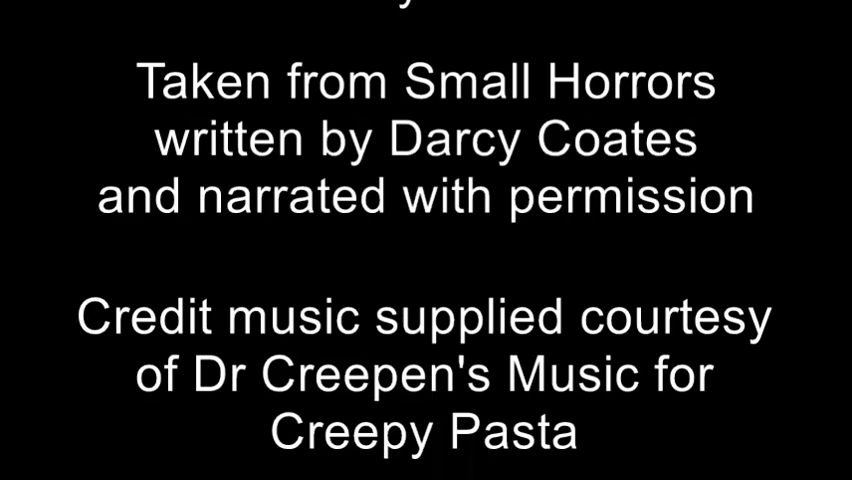 Taken from Small Horrors
written by Darcy Coates
and narrated with permission
Credit music supplied courtesy
of Dr Creepen's Music for
Creepy Pasta